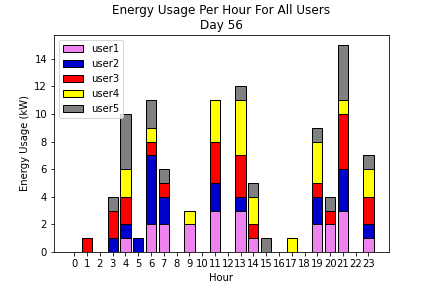 Energy Usage Per Hour For All Users
Day 56
user1
user2
user3
user4
user5
Energy Usage (kW)
14
12
10
8
6
4
2
0
0 1 2 3 4 5 6 7 8 9 10 11 12 13 14 15 16 17 18 19 20 21 22 23
Hour